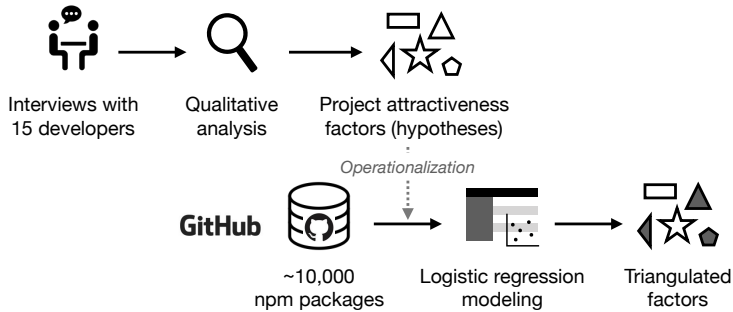 Interviews with
15 developers
Qualitative
analysis
Project attractiveness
factors (hypotheses)
Operationalization
GitHub
~10,000
npm packages
Logistic regression
modeling
Triangulated
factors